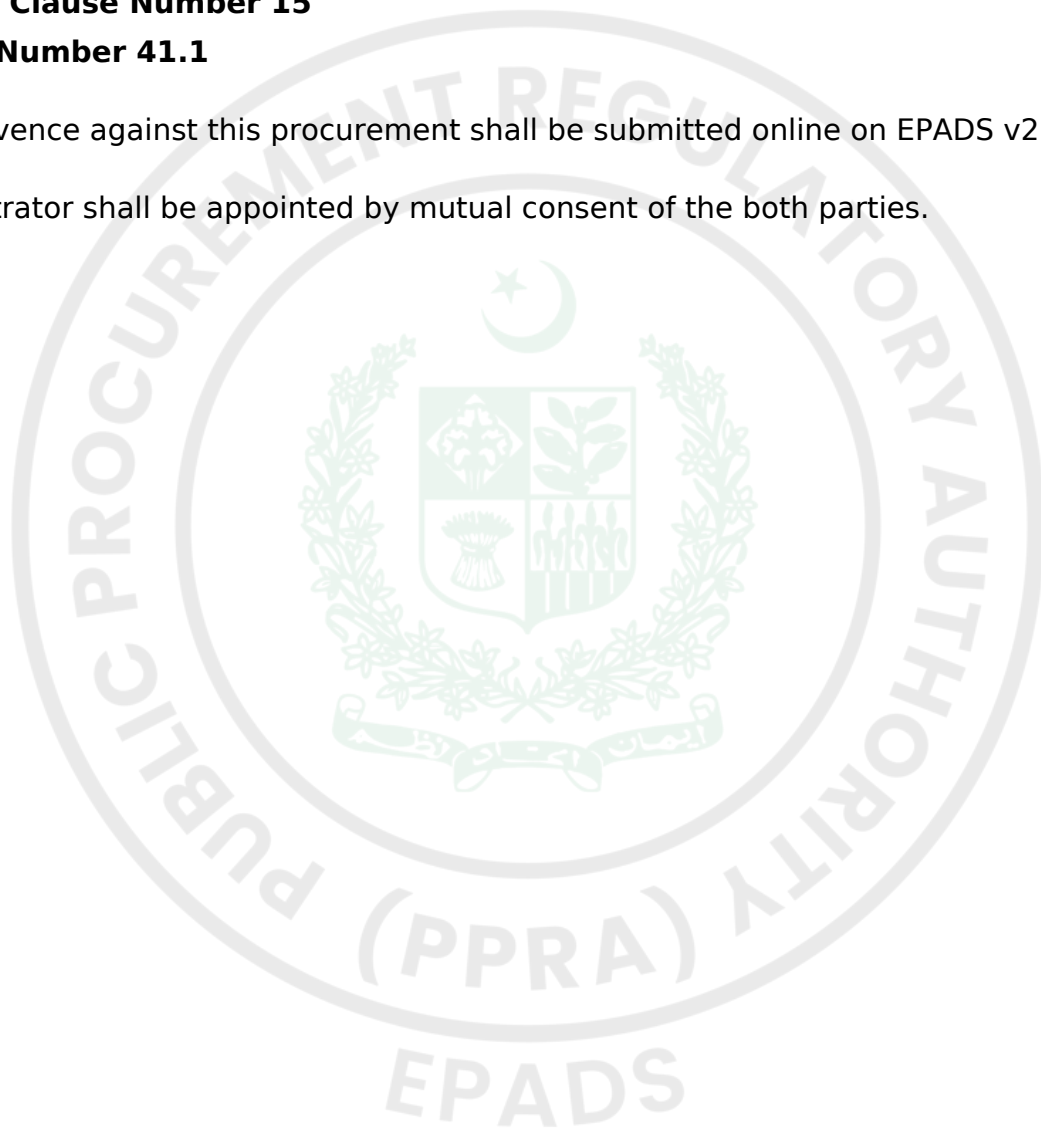 Clause Number 15
Number 41.1
vence against this procurement shall be submitted online on EPADS v2
trator shall be appointed by mutual consent of the both parties.
PUBLIC PROCUREMENT REGULATORY AUTHORITY
(PPRA)
EPADS